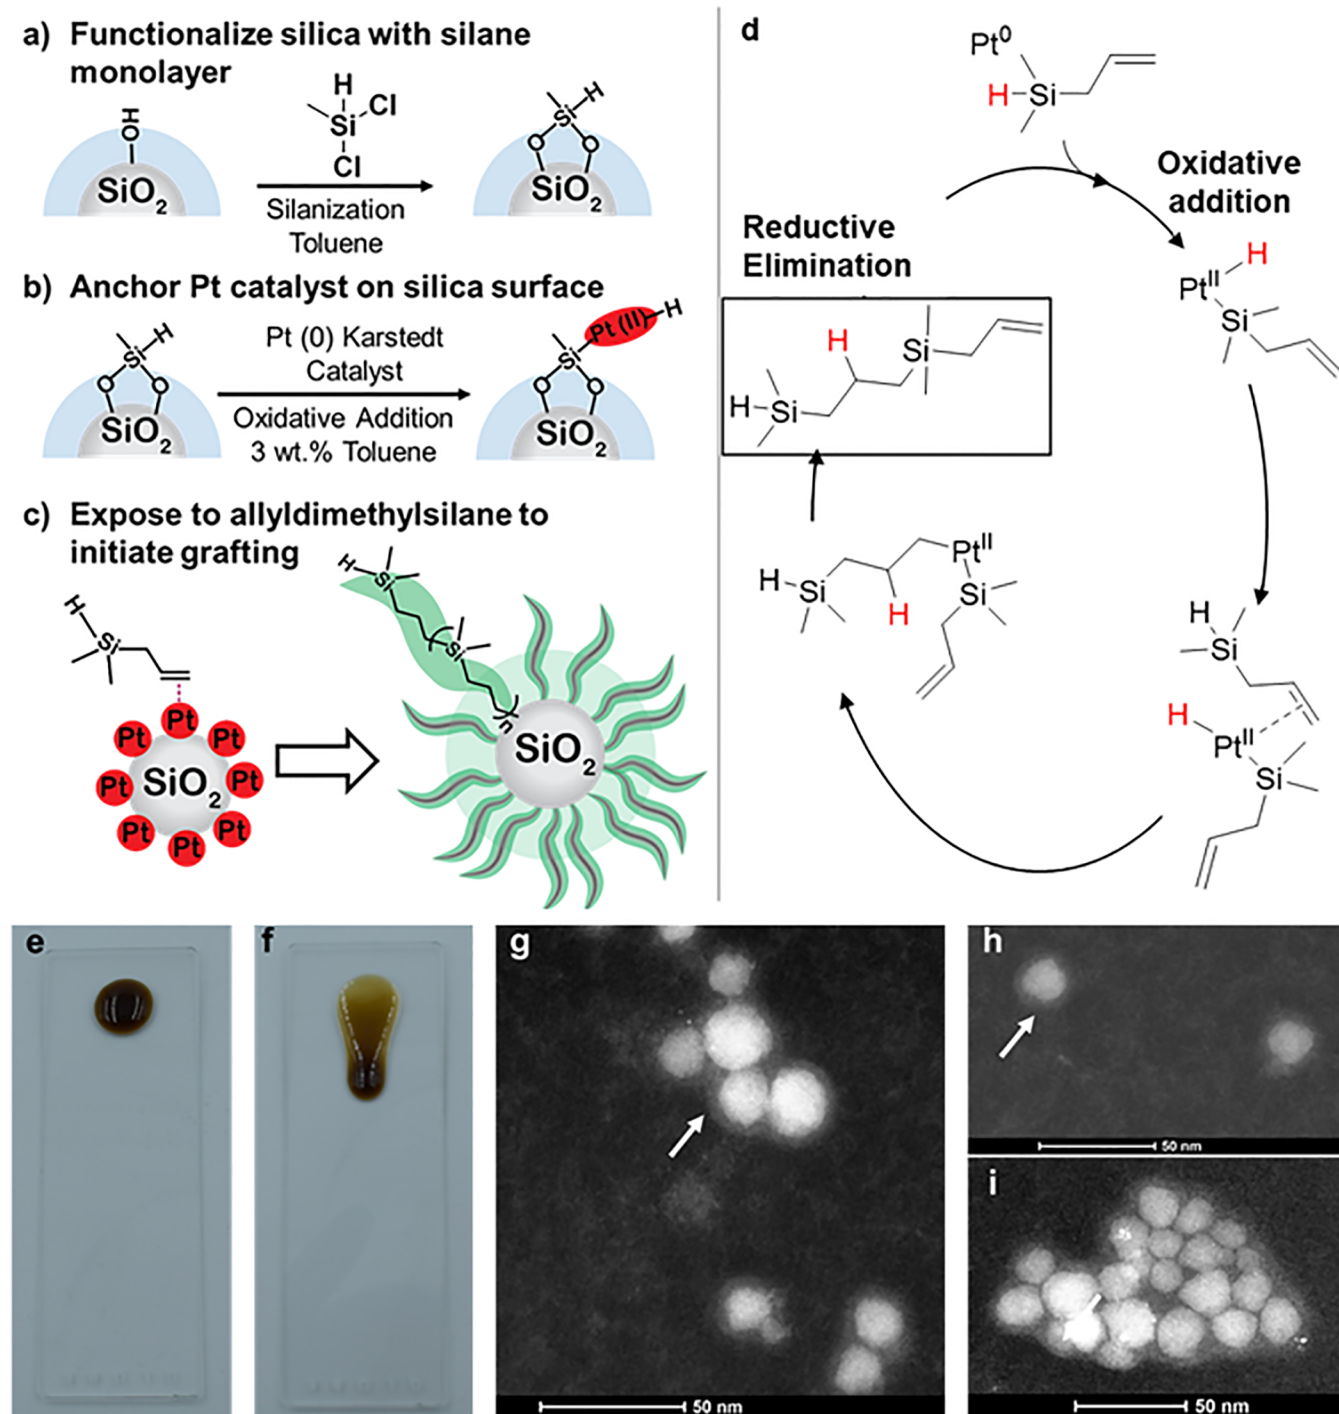 a) Functionalize silica with silane
monolayer
HO
SiO2
H
Si
Cl
Cl
Silanization
Toluene
Si
H
O
O
SiO2
b) Anchor Pt catalyst on silica surface
Si
H
O
O
SiO2
Pt (0) Karstedt
Catalyst
Oxidative Addition
3 wt.% Toluene
Si
Pt (II)
H
O
O
SiO2
c) Expose to allyldimethylsilane to
initiate grafting
H
Si
Pt
Pt
Pt
Pt
Pt
Pt
Pt
Pt
SiO2
H
Si
Si
n
SiO2
d
Pt0
H
Si
Oxidative
addition
PtII
H
Si
H
Si
H
PtII
Si
H
Si
H
PtII
Si
Reductive
Elimination
H
Si
H
Si
e
f
g
50 nm
h
50 nm
i
50 nm